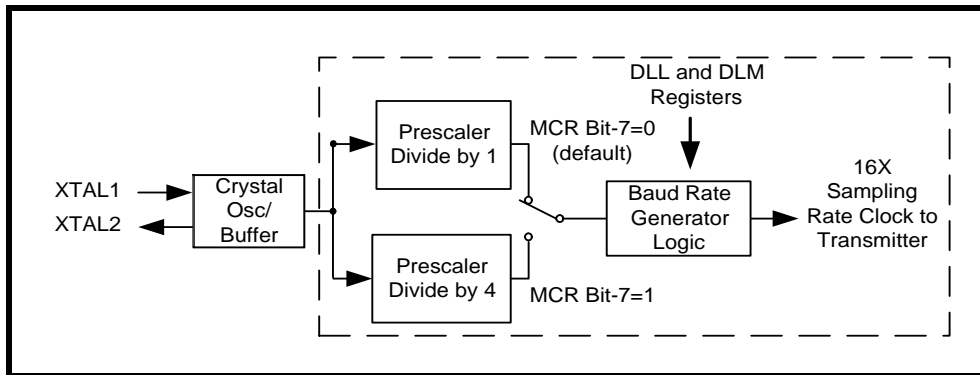 DLL and DLM
Registers
Prescaler
Divide by 1
MCR Bit-7=0
(default)
XTAL1
XTAL2
Crystal
Osc/
Buffer
Baud Rate
Generator
Logic
16X
Sampling
Rate Clock to
Transmitter
Prescaler
Divide by 4
MCR Bit-7=1